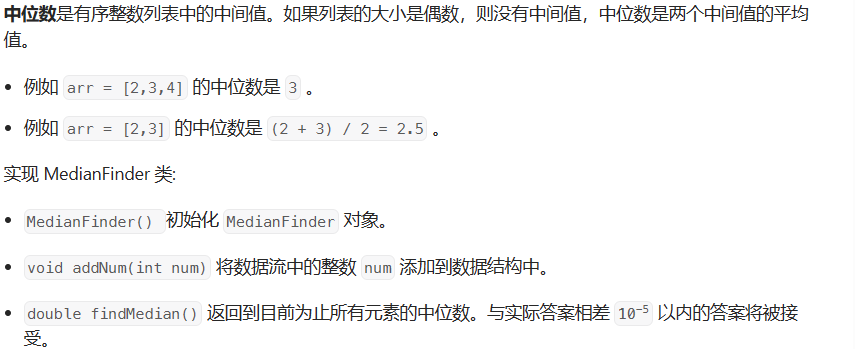 中位数是有序整数列表中的中间值。如果列表的大小是偶数，则没有中间值，中位数是两个中间值的平均
值。
• 例如 arr = [2,3,4] 的中位数是 3 。
• 例如 arr = [2,3] 的中位数是 (2 + 3) / 2 = 2.5 。
实现 MedianFinder 类:
• MedianFinder() 初始化 MedianFinder 对象。
• void addNum(int num) 将数据流中的整数 num 添加到数据结构中。
• double findMedian() 返回到目前为止所有元素的中位数。与实际答案相差 10⁻⁵ 以内的答案将被接
受。